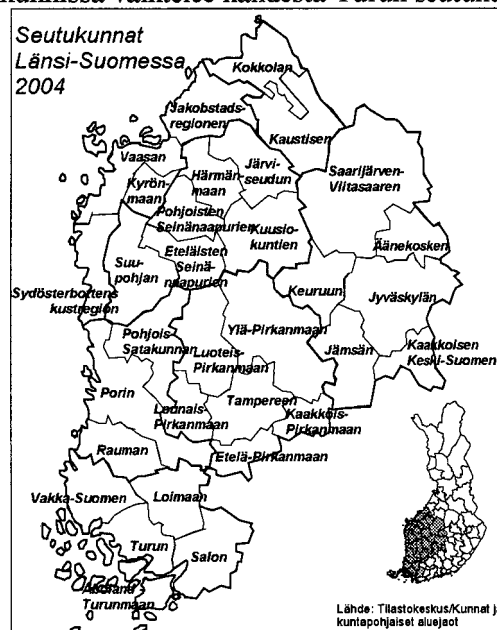 Seutukunnat
Länsi-Suomessa
2004
Kokkolan
Jakobstads-
regionen
Kaustisen
Vaasan
Härmän-
maan
Järvi-
seudun
Saarijärven-
Viitasaaren
Kyrön-
maan
Pohjoisten
Seinänaapurien
Kuusio-
kuntien
Äänekosken
Suu-
pohjan
Eteläisten
Seinä-
naapurien
Sydösterbottens
kustregion
Keuruun
Jyväskylän
Ylä-Pirkanmaan
Pohjois-
Satakunnan
Luoteis-
Pirkanmaan
Jämsän
Kaakkoisen
Keski-Suomen
Porin
Tampereen
Lounais-
Pirkanmaan
Kaakkois-
Pirkanmaan
Rauman
Etelä-Pirkanmaan
Vakka-Suomen
Loimaan
Turun
Salon
Turunmaan
Lähde: Tilastokeskus/Kunnat j
kuntapohjaiset aluejaot